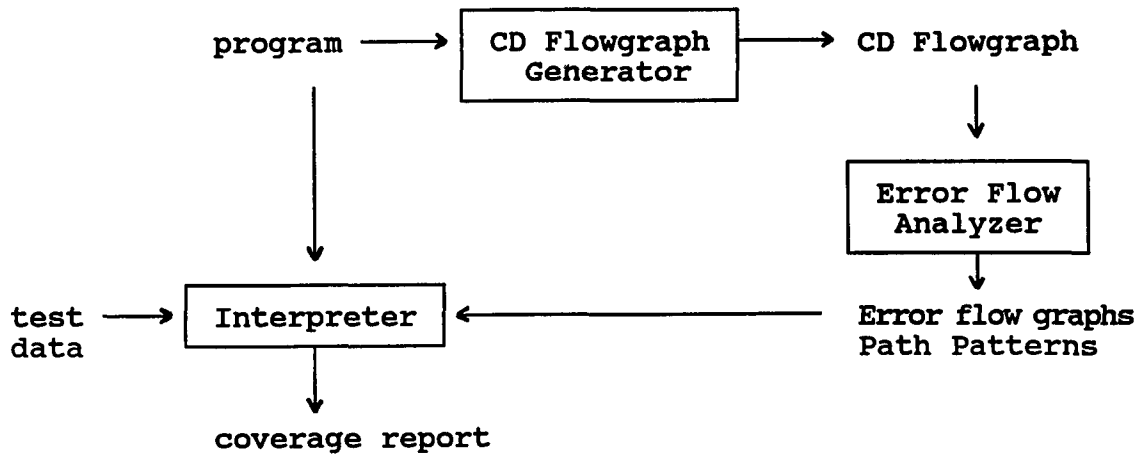 program
CD Flowgraph
Generator
CD Flowgraph
Error Flow
Analyzer
test
data
Interpreter
Error flow graphs
Path Patterns
coverage report